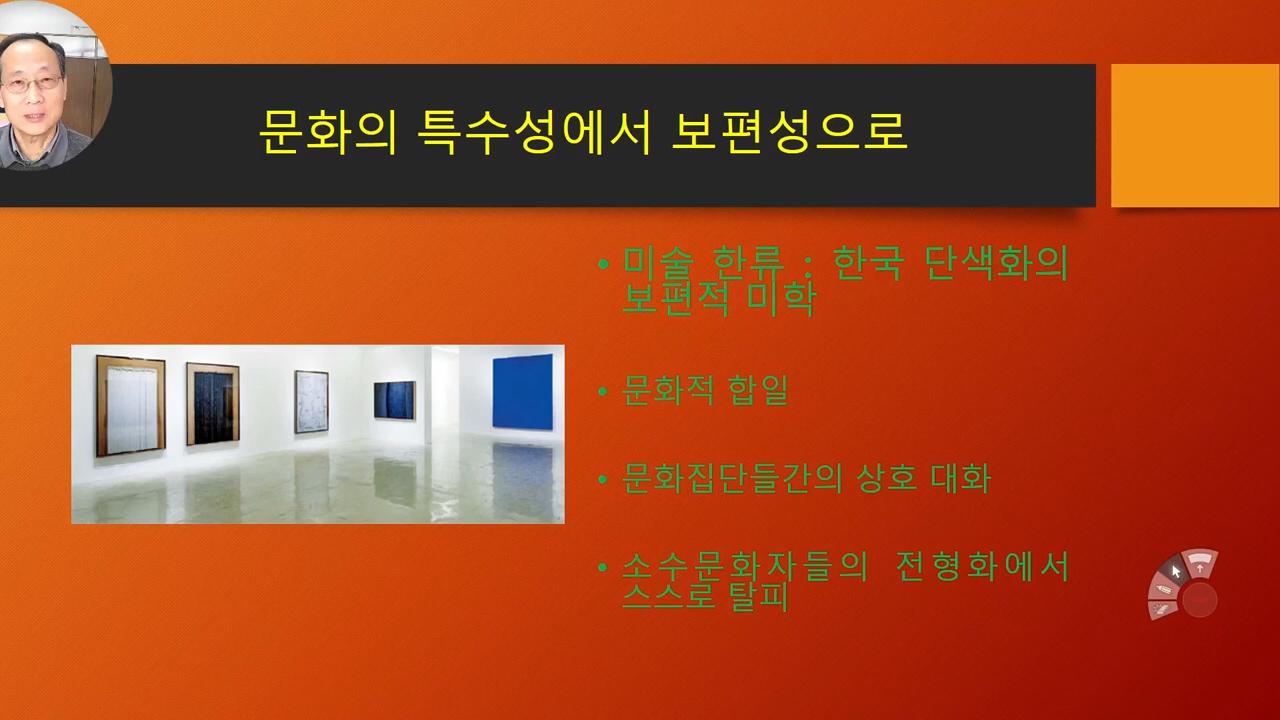 문화의 특수성에서 보편성으로
• 미술 한류 : 한국 단색화의
보편적 미학
• 문화적 합일
• 문화집단들간의 상호 대화
• 소수문화자들의 전형화에서
스스로 탈피